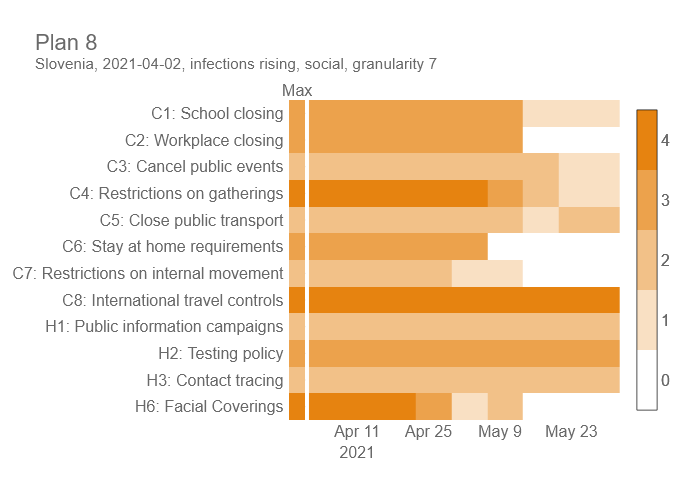 Plan 8
Slovenia, 2021-04-02, infections rising, social, granularity 7
Max
C1: School closing
C2: Workplace closing
C3: Cancel public events
C4: Restrictions on gatherings
C5: Close public transport
C6: Stay at home requirements
C7: Restrictions on internal movement
C8: International travel controls
H1: Public information campaigns
H2: Testing policy
H3: Contact tracing
H6: Facial Coverings
Apr 11 Apr 25 May 9 May 23
2021
4
3
2
1
0